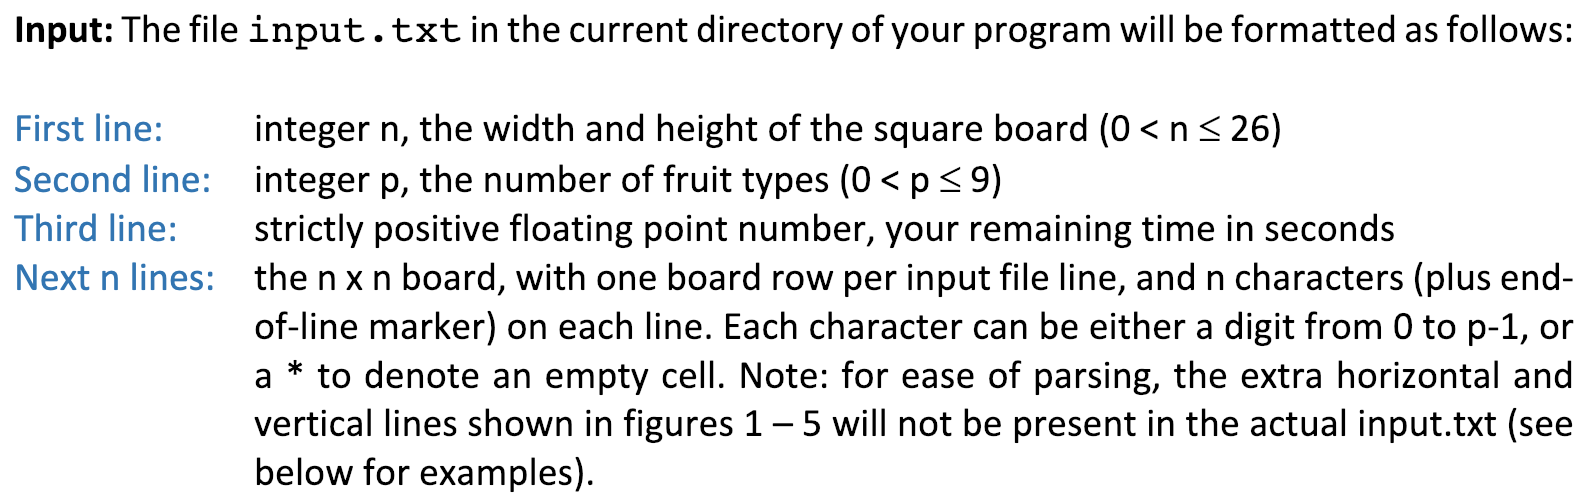 Input: The file input.txt in the current directory of your program will be formatted as follows:
First line: integer n, the width and height of the square board (0 < n ≤ 26)
Second line: integer p, the number of fruit types (0 < p ≤ 9)
Third line: strictly positive floating point number, your remaining time in seconds
Next n lines: the n x n board, with one board row per input file line, and n characters (plus end-
of-line marker) on each line. Each character can be either a digit from 0 to p-1, or
a * to denote an empty cell. Note: for ease of parsing, the extra horizontal and
vertical lines shown in figures 1 – 5 will not be present in the actual input.txt (see
below for examples).